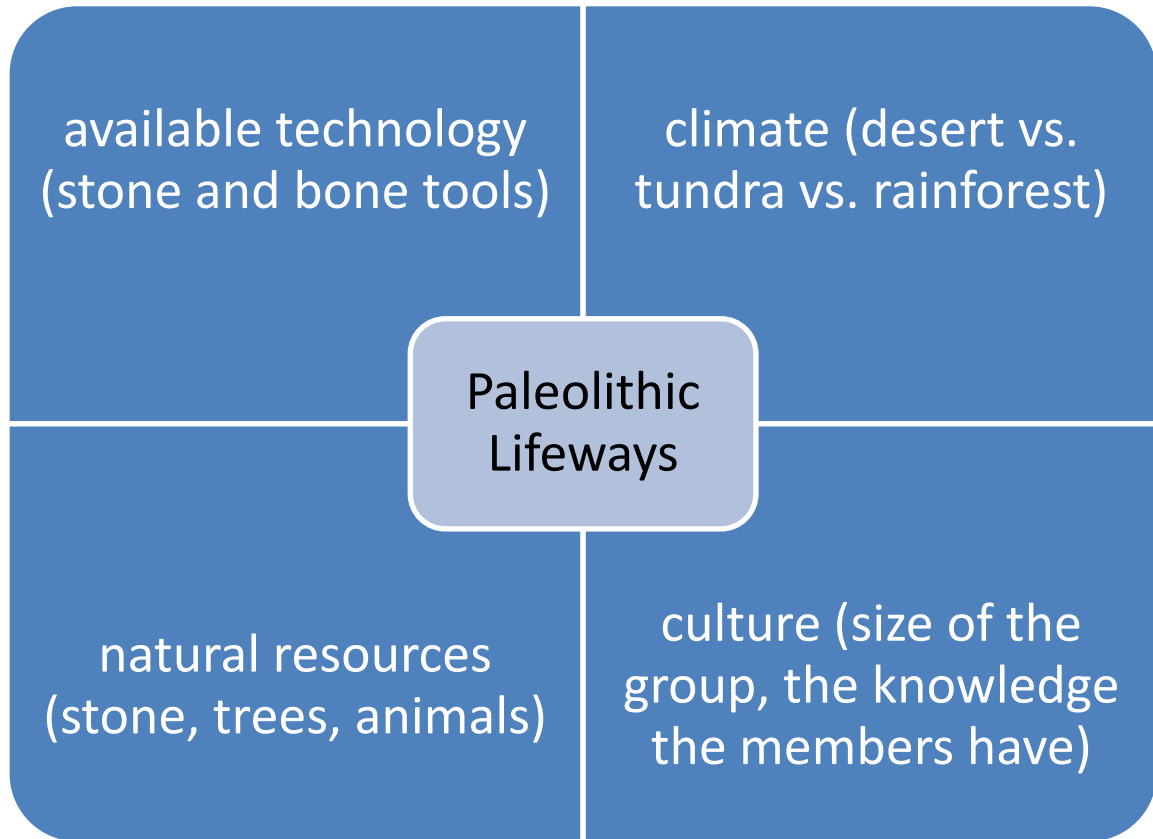 available technology
(stone and bone tools)
climate (desert vs.
tundra vs. rainforest)
Paleolithic
Lifeways
natural resources
(stone, trees, animals)
culture (size of the
group, the knowledge
the members have)